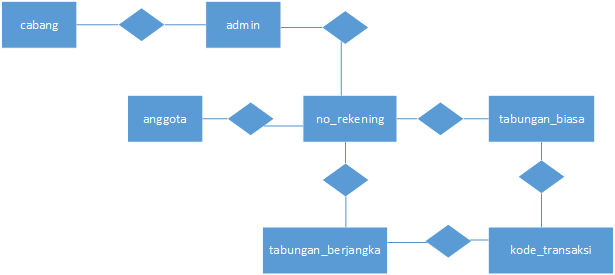 cabang
admin
anggota
no_rekening
tabungan_biasa
tabungan_berjangka
kode_transaksi